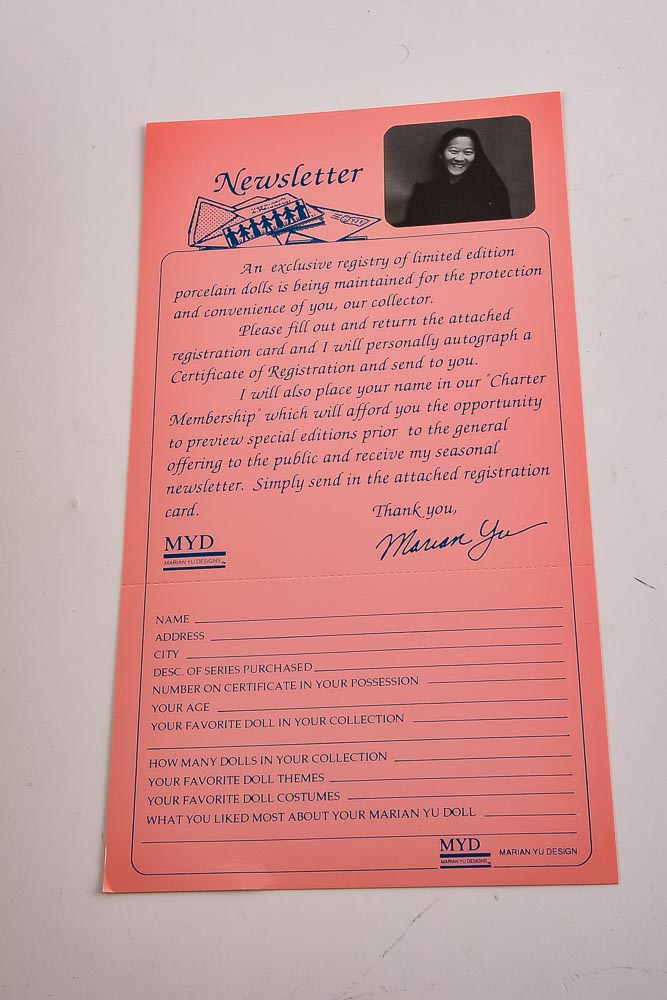 Newsletter
An exclusive registry of limited edition
porcelain dolls is being maintained for the protection
and convenience of you, our collector.
Please fill out and return the attached
registration card and I will personally autograph a
Certificate of Registration and send to you.
I will also place your name in our "Charter
Membership" which will afford you the opportunity
to preview special editions prior to the general
offering to the public and receive my seasonal
newsletter. Simply send in the attached registration
card.
Thank you,
Marian Yu
MYD
MARIAN YU DESIGNS
NAME
ADDRESS
CITY
DESC. OF SERIES PURCHASED
NUMBER ON CERTIFICATE IN YOUR POSSESSION
YOUR AGE
YOUR FAVORITE DOLL IN YOUR COLLECTION
HOW MANY DOLLS IN YOUR COLLECTION
YOUR FAVORITE DOLL THEMES
YOUR FAVORITE DOLL COSTUMES
WHAT YOU LIKED MOST ABOUT YOUR MARIAN YU DOLL
MYD
MARIAN YU DESIGNS
MARIAN YU DESIGN